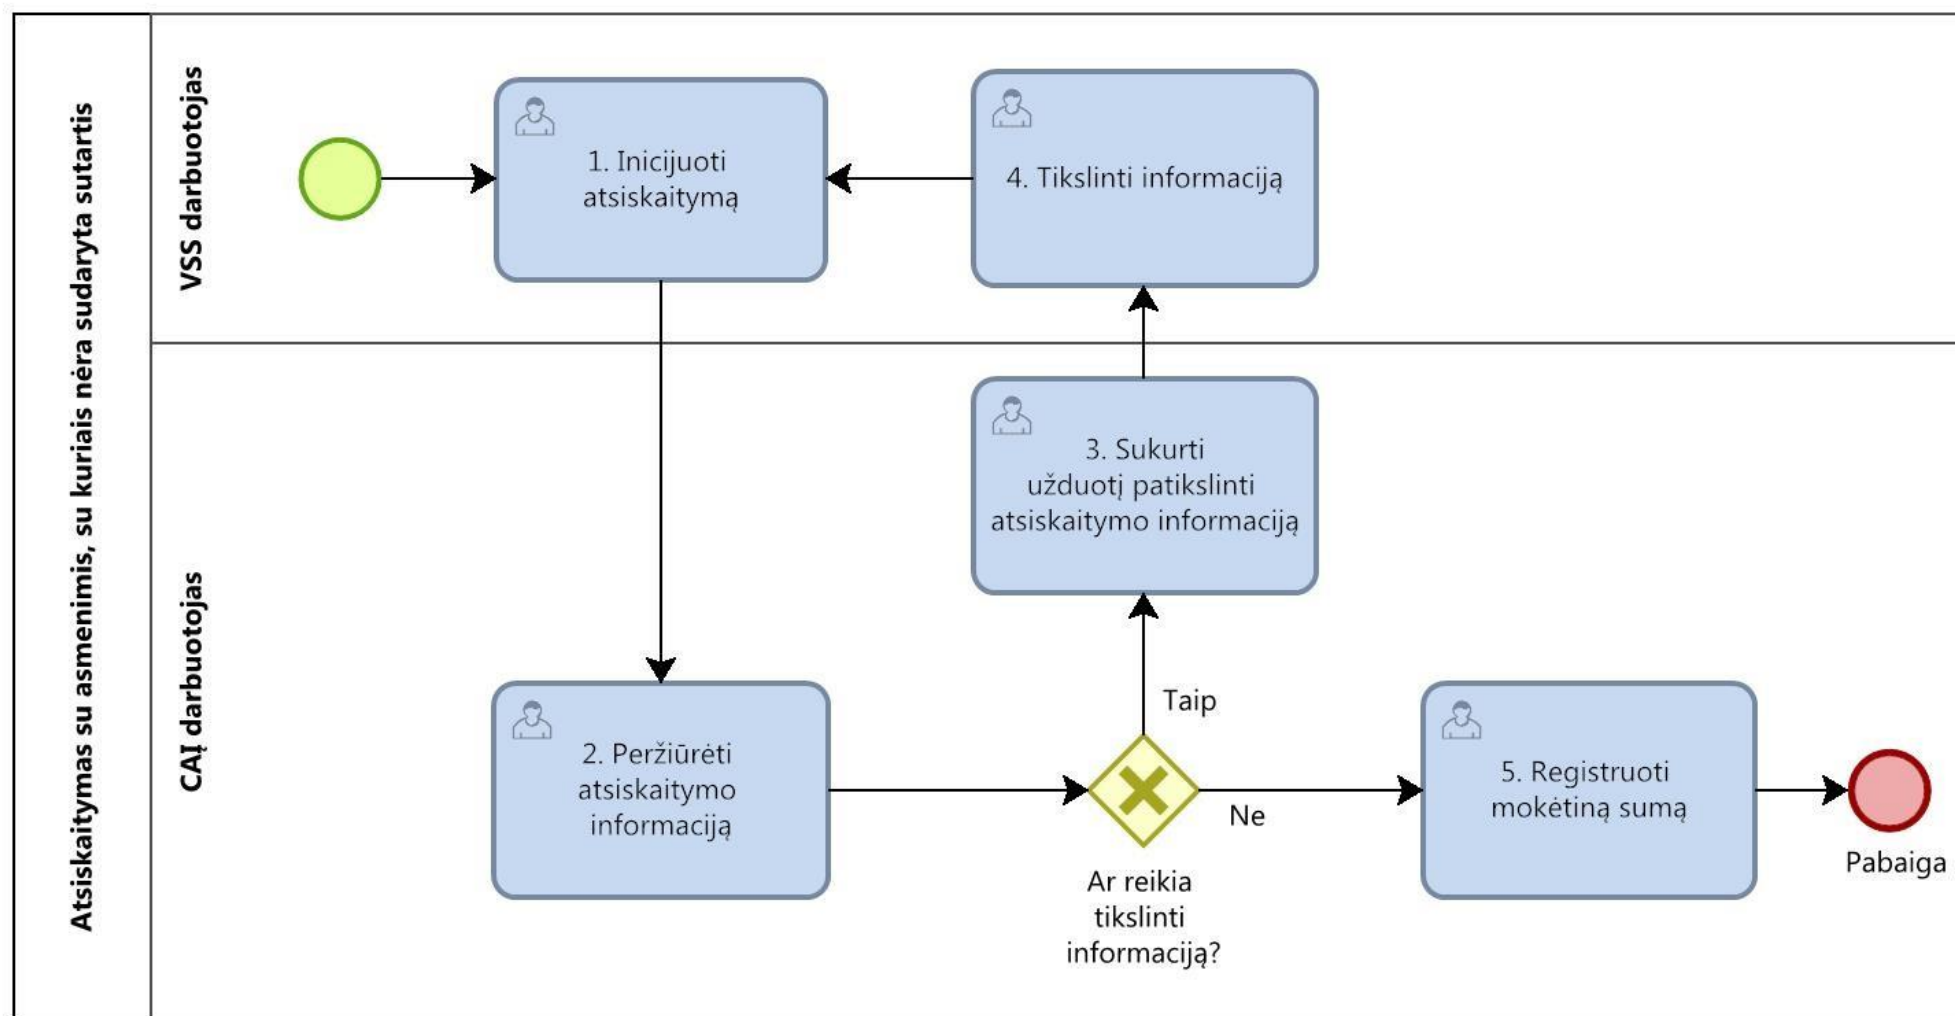 Atsiskaitymas su asmenimis, su kuriais nėra sudaryta sutartis
VSS darbuotojas
1. Inicijuoti
atsiskaitymą
4. Tikslinti informaciją
CAĮ darbuotojas
3. Sukurti
užduotį patikslinti
atsiskaitymo informaciją
Taip
2. Peržiūrėti
atsiskaitymo
informaciją
Ne
Ar reikia
tikslinti
informaciją?
5. Registruoti
mokėtiną sumą
Pabaiga